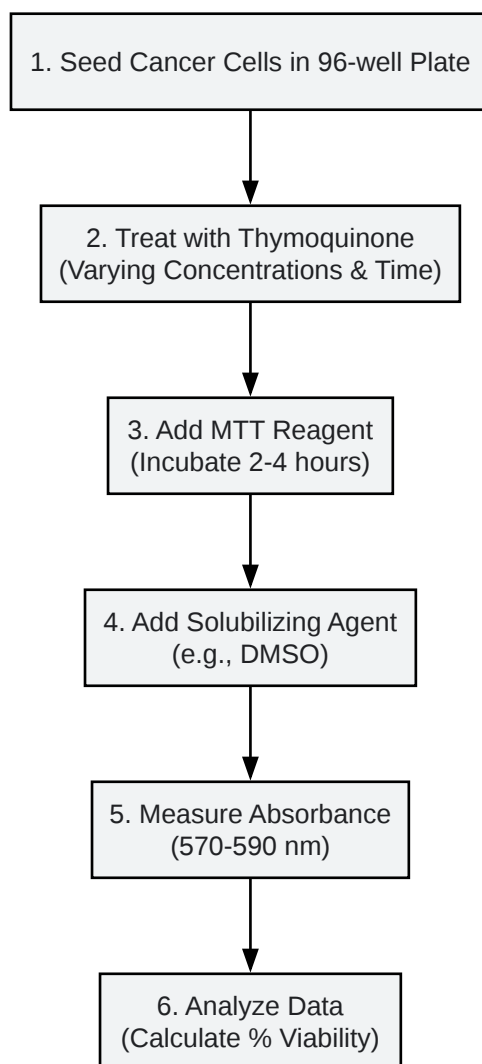 1. Seed Cancer Cells in 96-well Plate
2. Treat with Thymoquinone
(Varying Concentrations & Time)
3. Add MTT Reagent
(Incubate 2-4 hours)
4. Add Solubilizing Agent
(e.g., DMSO)
5. Measure Absorbance
(570-590 nm)
6. Analyze Data
(Calculate % Viability)